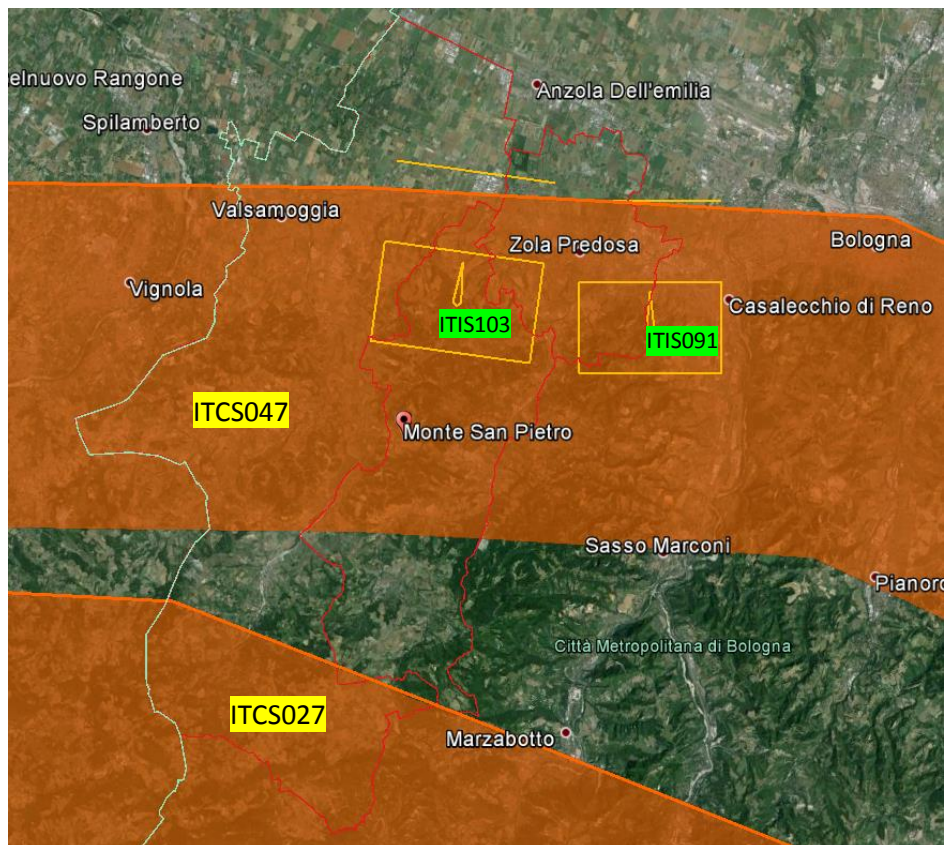 elnuovo Rangone
Anzola Dell'emilia
Spilamberto
Valsamoggia
Zola Predosa
Bologna
Vignola
Casalecchio di Reno
ITIS103
ITIS091
ITCS047
Monte San Pietro
Sasso Marconi
Pianoro
Città Metropolitana di Bologna
ITCS027
Marzabotto